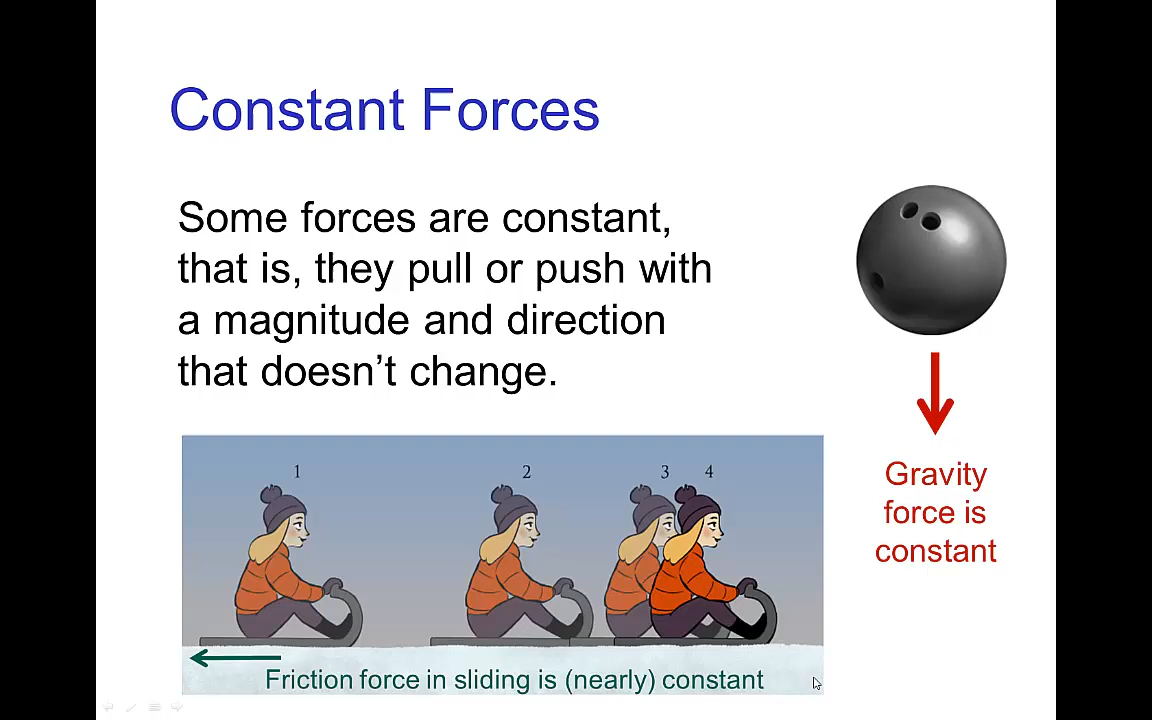 Constant Forces
Some forces are constant,
that is, they pull or push with
a magnitude and direction
that doesn’t change.
1
2
3
4
Friction force in sliding is (nearly) constant
Gravity
force is
constant